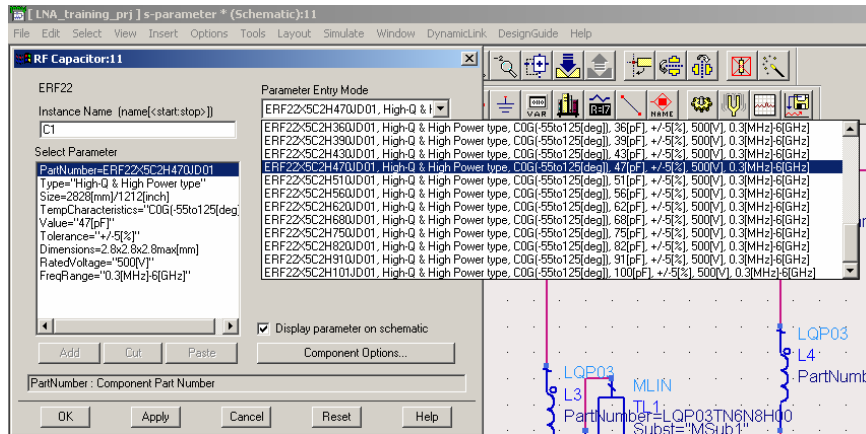 [ LNA_training_prj ] s-parameter * (Schematic):11
File Edit Select View Insert Options Tools Layout Simulate Window DynamicLink DesignGuide Help
RF Capacitor:11
ERF22
Instance Name (name[<start:stop>])
C1
Select Parameter
PartNumber=ERF22X5C2H470JD01
Type="High-Q & High Power type"
Size=2828[mm]/1212[inch]
TempCharacteristics="C0G(-55to125[deg]
Value="47[pF]"
Tolerance="+/-5[%]"
Dimensions=2.8x2.8x2.8max[mm]
RatedVoltage="500[V]"
FreqRange="0.3[MHz]-6[GHz]"
Add Cut Paste
PartNumber : Component Part Number
OK Apply Cancel Reset Help
Parameter Entry Mode
ERF22X5C2H470JD01, High-Q &
ERF22X5C2H360JD01, High-Q & High Power type, C0G(-55to125[deg]), 36[pF], +/-5[%], 500[V], 0.3[MHz]-6[GHz]
ERF22X5C2H390JD01, High-Q & High Power type, C0G(-55to125[deg]), 39[pF], +/-5[%], 500[V], 0.3[MHz]-6[GHz]
ERF22X5C2H430JD01, High-Q & High Power type, C0G(-55to125[deg]), 43[pF], +/-5[%], 500[V], 0.3[MHz]-6[GHz]
ERF22X5C2H470JD01, High-Q & High Power type, C0G(-55to125[deg]), 47[pF], +/-5[%], 500[V], 0.3[MHz]-6[GHz]
ERF22X5C2H510JD01, High-Q & High Power type, C0G(-55to125[deg]), 51[pF], +/-5[%], 500[V], 0.3[MHz]-6[GHz]
ERF22X5C2H560JD01, High-Q & High Power type, C0G(-55to125[deg]), 56[pF], +/-5[%], 500[V], 0.3[MHz]-6[GHz]
ERF22X5C2H620JD01, High-Q & High Power type, C0G(-55to125[deg]), 62[pF], +/-5[%], 500[V], 0.3[MHz]-6[GHz]
ERF22X5C2H680JD01, High-Q & High Power type, C0G(-55to125[deg]), 68[pF], +/-5[%], 500[V], 0.3[MHz]-6[GHz]
ERF22X5C2H750JD01, High-Q & High Power type, C0G(-55to125[deg]), 75[pF], +/-5[%], 500[V], 0.3[MHz]-6[GHz]
ERF22X5C2H820JD01, High-Q & High Power type, C0G(-55to125[deg]), 82[pF], +/-5[%], 500[V], 0.3[MHz]-6[GHz]
ERF22X5C2H910JD01, High-Q & High Power type, C0G(-55to125[deg]), 91[pF], +/-5[%], 500[V], 0.3[MHz]-6[GHz]
ERF22X5C2H101JD01, High-Q & High Power type, C0G(-55to125[deg]), 100[pF], +/-5[%], 500[V], 0.3[MHz]-6[GHz]
Display parameter on schematic
Component Options...
VAR
NAME
LQP03
L4
PartNumb
LQP03
L3
PartNumber=LQP03TN6N8H00
MLIN
TL1
Subst="MSub1"